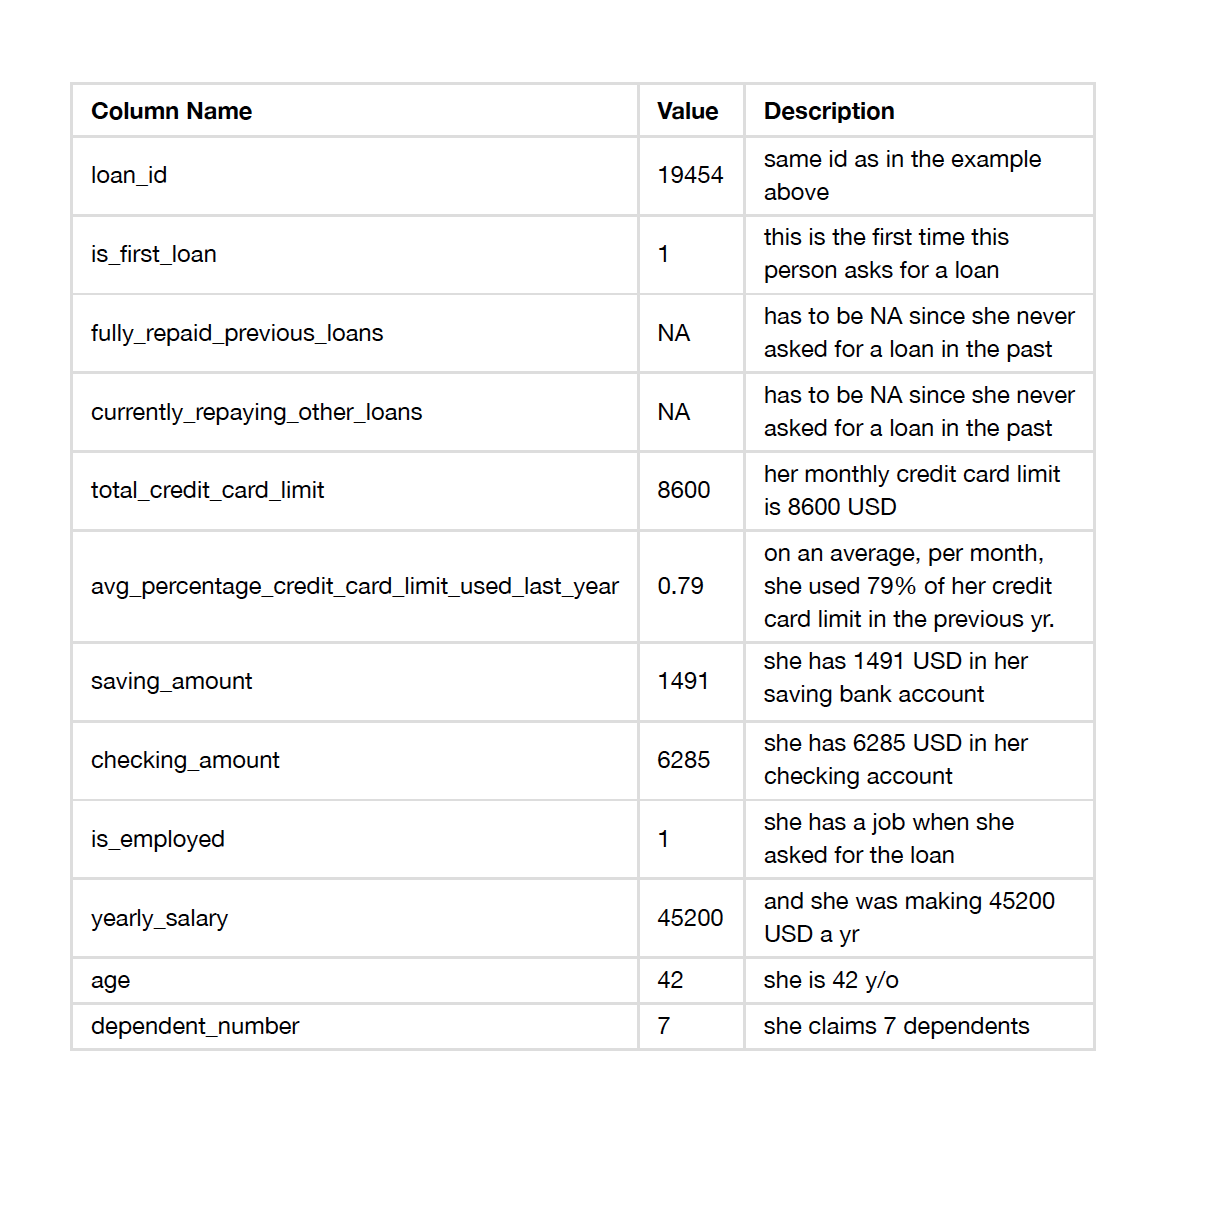 Column Name Value Description
loan_id 19454 same id as in the example
above
is_first_loan 1 this is the first time this
person asks for a loan
fully_repaid_previous_loans NA has to be NA since she never
asked for a loan in the past
currently_repaying_other_loans NA has to be NA since she never
asked for a loan in the past
total_credit_card_limit 8600 her monthly credit card limit
is 8600 USD
avg_percentage_credit_card_limit_used_last_year 0.79 on an average, per month,
she used 79% of her credit
card limit in the previous yr.
saving_amount 1491 she has 1491 USD in her
saving bank account
checking_amount 6285 she has 6285 USD in her
checking account
is_employed 1 she has a job when she
asked for the loan
yearly_salary 45200 and she was making 45200
USD a yr
age 42 she is 42 y/o
dependent_number 7 she claims 7 dependents